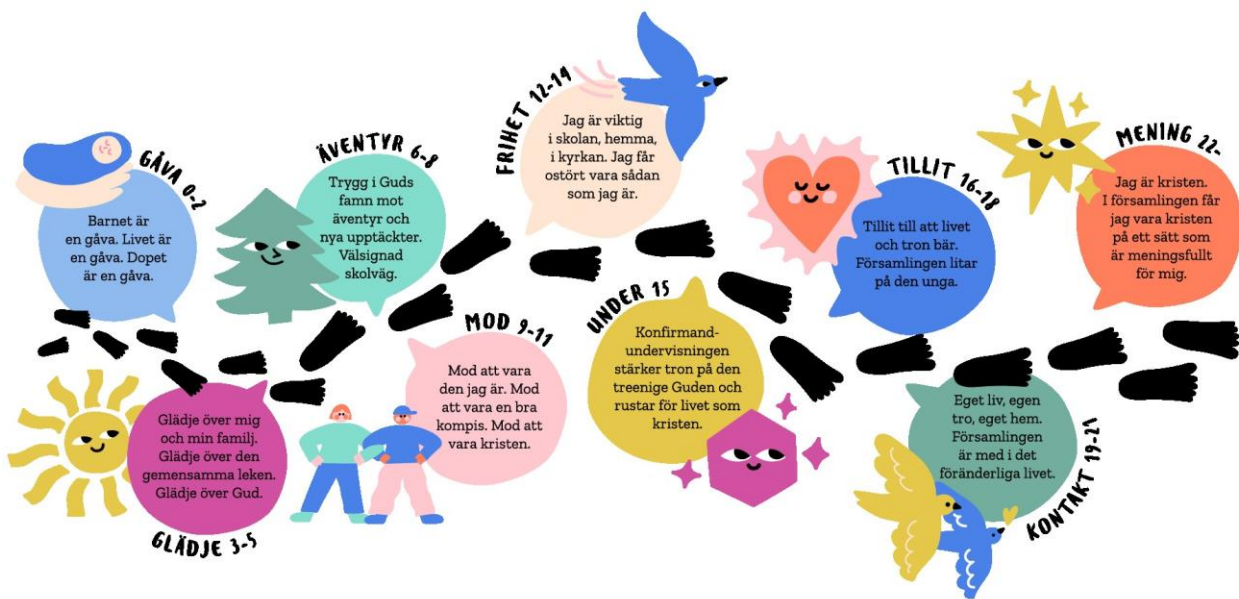 GÅVA 0-2
Barnet är
en gåva. Livet är
en gåva. Dopet
är en gåva.
GLÄDJE 3-5
Glädje över mig
och min familj.
Glädje över den
gemensamma leken.
Glädje över Gud.
ÄVENTYR 6-8
Trygg i Guds
famn mot
äventyr och
nya upptäckter.
Välsignad
skolväg.
MOD 9-11
Mod att vara
den jag är. Mod
att vara en bra
kompis. Mod att
vara kristen.
FRIHET 12-14
Jag är viktig
i skolan, hemma,
i kyrkan. Jag får
ostört vara sådan
som jag är.
UNDER 15
Konfirmand-
undervisningen
stärker tron på den
treenige Guden och
rustar för livet som
kristen.
TILLIT 16-18
Tillit till att livet
och tron bär.
Församlingen litar
på den unga.
KONTAKT 19-21
Eget liv, egen
tro, eget hem.
Församlingen
är med i det
föränderliga livet.
MENING 22-
Jag är kristen.
I församlingen får
jag vara kristen
på ett sätt som
är meningsfullt
för mig.